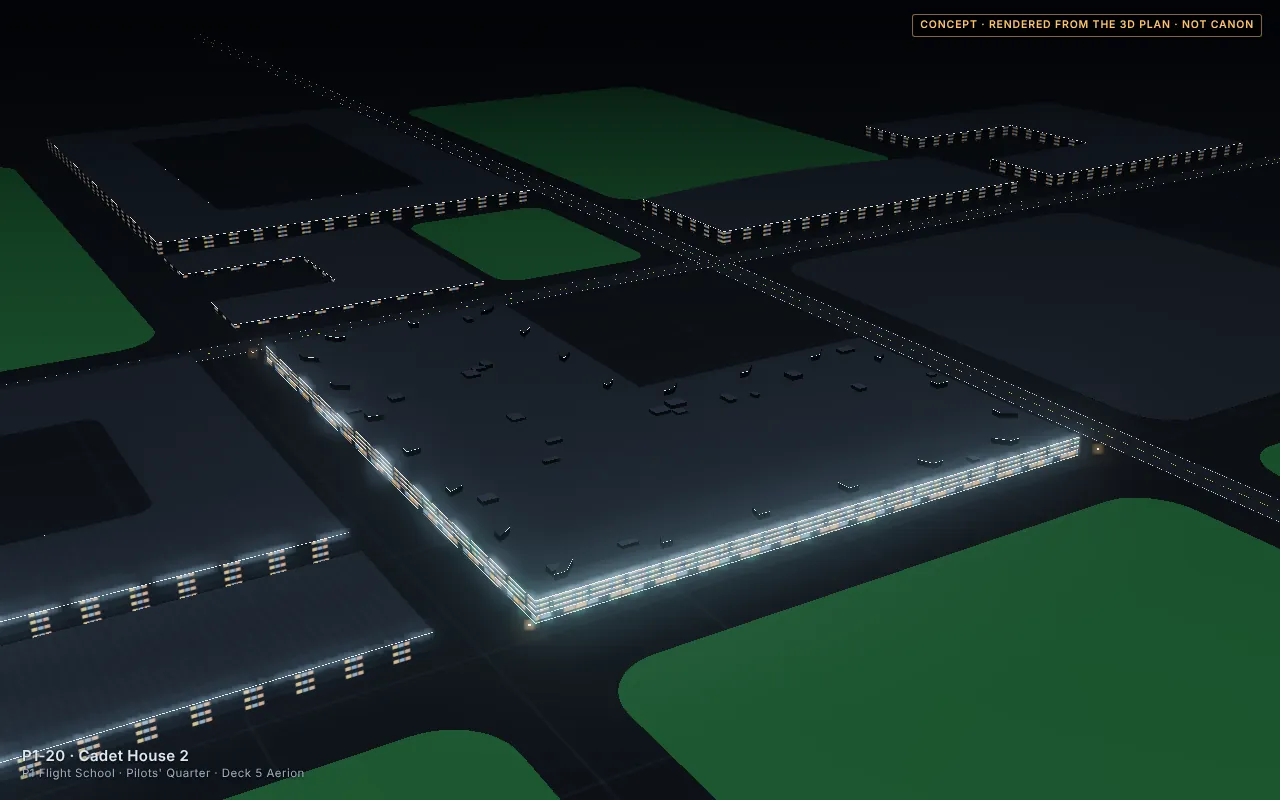 CONCEPT · RENDERED FROM THE 3D PLAN · NOT CANON
P1-20 · Cadet House 2
P1 Flight School · Pilots' Quarter · Deck 5 Aerion